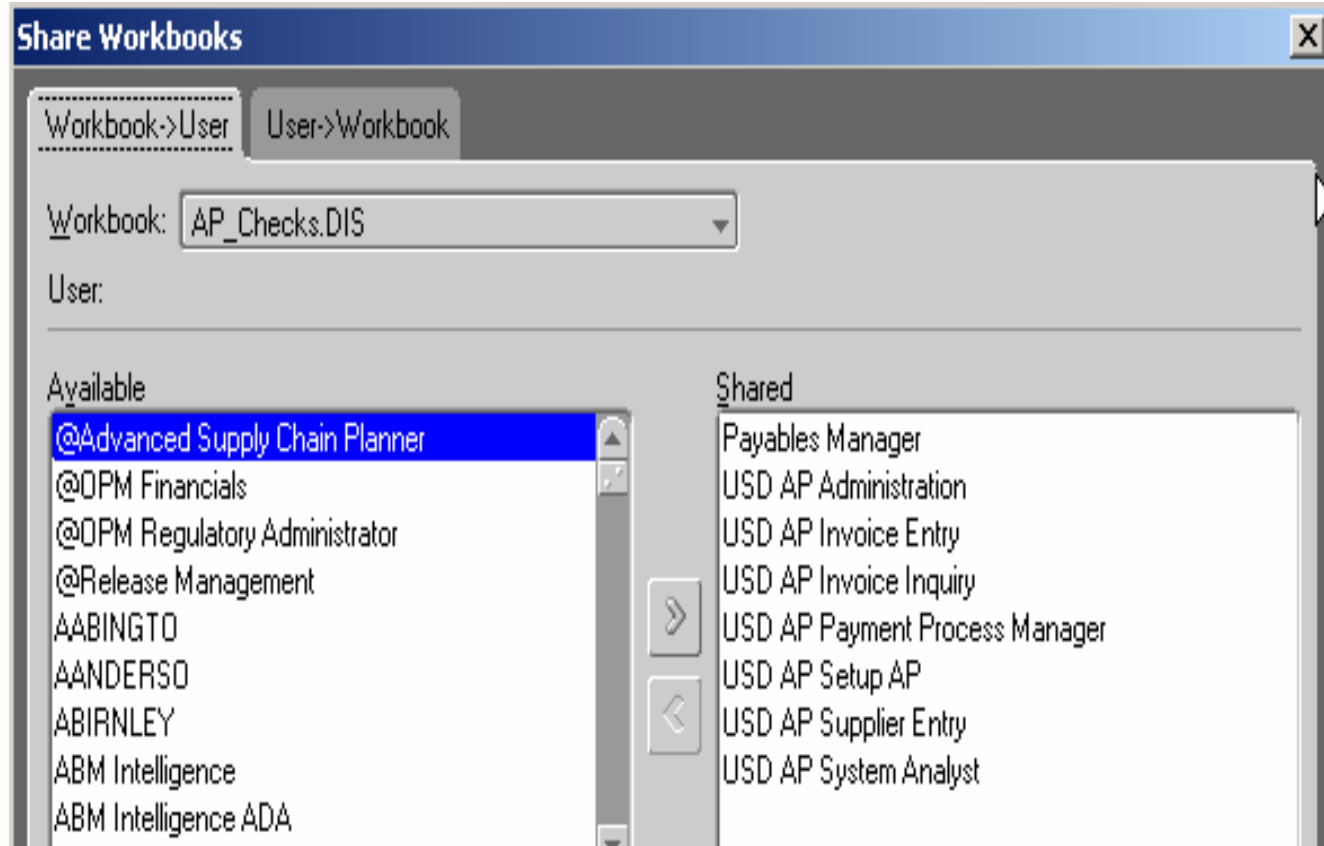 Share Workbooks
Workbook->User
User->Workbook
Workbook: AP_Checks.DIS
User:
Available
@Advanced Supply Chain Planner
@OPM Financials
@OPM Regulatory Administrator
@Release Management
AABINGTO
AANDERSO
ABIRNLEY
ABM Intelligence
ABM Intelligence ADA
Shared
Payables Manager
USD AP Administration
USD AP Invoice Entry
USD AP Invoice Inquiry
USD AP Payment Process Manager
USD AP Setup AP
USD AP Supplier Entry
USD AP System Analyst